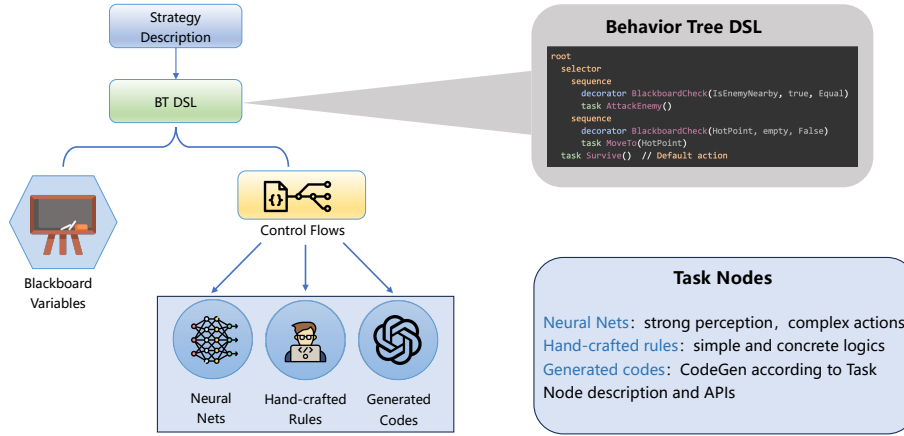 Strategy
Description
BT DSL
Blackboard
Variables
{}
Control Flows
</>
Neural
Nets
Hand-crafted
Rules
Generated
Codes
Behavior Tree DSL
root
selector
sequence
decorator BlackboardCheck(IsEnemyNearby, true, Equal)
task AttackEnemy()
sequence
decorator BlackboardCheck(HotPoint, empty, False)
task MoveTo(HotPoint)
task Survive() // Default action
Task Nodes
Neural Nets: strong perception, complex actions
Hand-crafted rules: simple and concrete logics
Generated codes: CodeGen according to Task
Node description and APIs